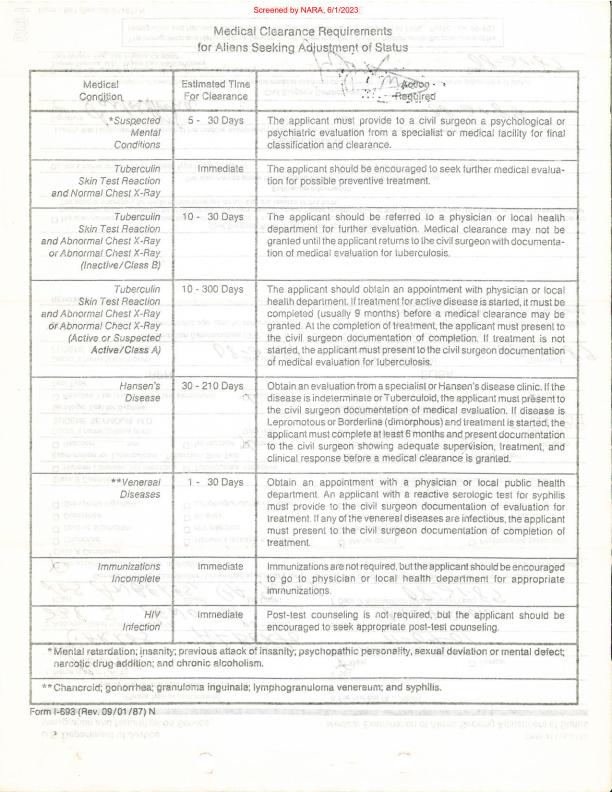 Screened by NARA, 6/1/2023
Medical Clearance Requirements
for Aliens Seeking Adjustment of Status
Medical
Condition
Estimated Time
For Clearance
Action
Required
*Suspected
Mental
Conditions
5 - 30 Days
The applicant must provide to a civil surgeon a psychological or
psychiatric evaluation from a specialist or medical facility for final
classification and clearance.
Tuberculin
Skin Test Reaction
and Normal Chest X-Ray
Immediate
The applicant should be encouraged to seek further medical evalua-
tion for possible preventive treatment.
Tuberculin
Skin Test Reaction
and Abnormal Chest X-Ray
or Abnormal Chect X-Ray
(Inactive/Class B)
10 - 30 Days
The applicant should be referred to a physician or local health
department for further evaluation. Medical clearance may not be
granted until the applicant returns to the civil surgeon with documenta-
tion of medical evaluation for tuberculosis.
Tuberculin
Skin Test Reaction
and Abnormal Chest X-Ray
or Abnormal Chect X-Ray
(Active or Suspected
Active/Class A)
10 - 300 Days
The applicant should obtain an appointment with physician or local
health department. If treatment for active disease is started, it must be
completed (usually 9 months) before a medical clearance may be
granted. At the completion of treatment, the applicant must present to
the civil surgeon documentation of completion. If treatment is not
started, the applicant must present to the civil surgeon documentation
of medical evaluation for tuberculosis.
Hansen's
Disease
30 - 210 Days
Obtain an evaluation from a specialist or Hansen's disease clinic. If the
disease is indeterminate or Tuberculoid, the applicant must present to
the civil surgeon documentation of medical evaluation. If disease is
Lepromotous or Borderline (dimorphous) and treatment is started, the
applicant must complete at least 6 months and present documentation
to the civil surgeon showing adequate supervision, treatment, and
clinical response before a medical clearance is granted.
**Venereal
Diseases
1 - 30 Days
Obtain an appointment with a physician or local public health
department. An applicant with a reactive serologic test for syphilis
must provide to the civil surgeon documentation of evaluation for
treatment. If any of the venereal diseases are infectious, the applicant
must present to the civil surgeon documentation of completion of
treatment.
Immunizations
Incomplete
Immediate
Immunizations are not required, but the applicant should be encouraged
to go to physician or local health department for appropriate
immunizations.
HIV
Infection
Immediate
Post-test counseling is not required, but the applicant should be
encouraged to seek appropriate post-test counseling.
*Mental retardation; insanity; previous attack of insanity; psychopathic personality, sexual deviation or mental defect;
narcotic drug addition; and chronic alcoholism.
**Chancroid; gonorrhea; granuloma inguinale; lymphogranuloma venereum; and syphilis.
Form I-693 (Rev. 09/01/87) N